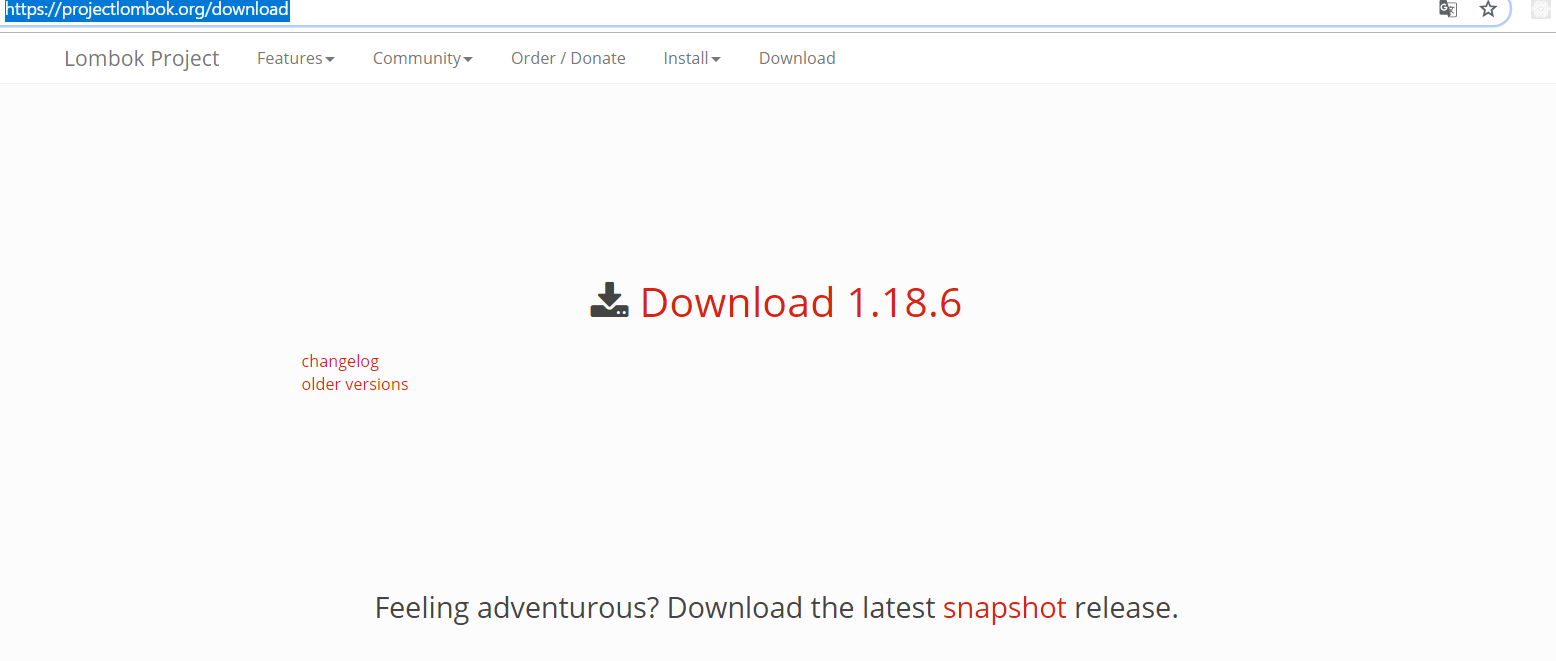 https://projectlombok.org/download
Lombok Project Features Community Order / Donate Install Download
Download 1.18.6
changelog
older versions
Feeling adventurous? Download the latest snapshot release.